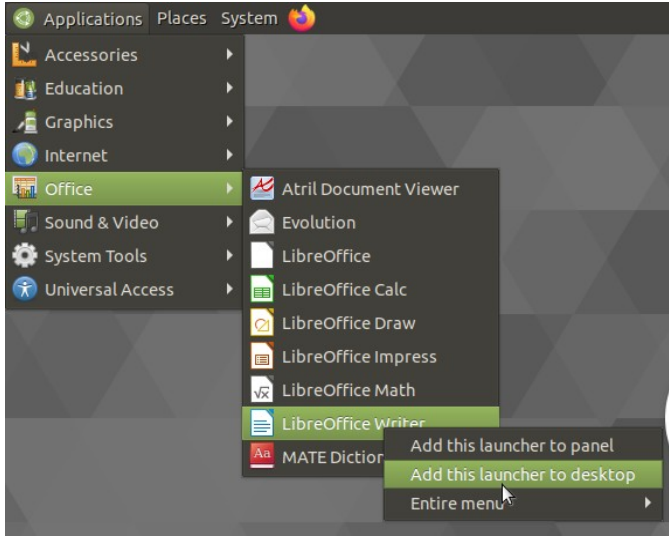 Applications Places System
Accessories
Education
Graphics
Internet
Office
Sound & Video
System Tools
Universal Access
Atril Document Viewer
Evolution
LibreOffice
LibreOffice Calc
LibreOffice Draw
LibreOffice Impress
LibreOffice Math
LibreOffice Writer
MATE Diction
Add this launcher to panel
Add this launcher to desktop
Entire menu